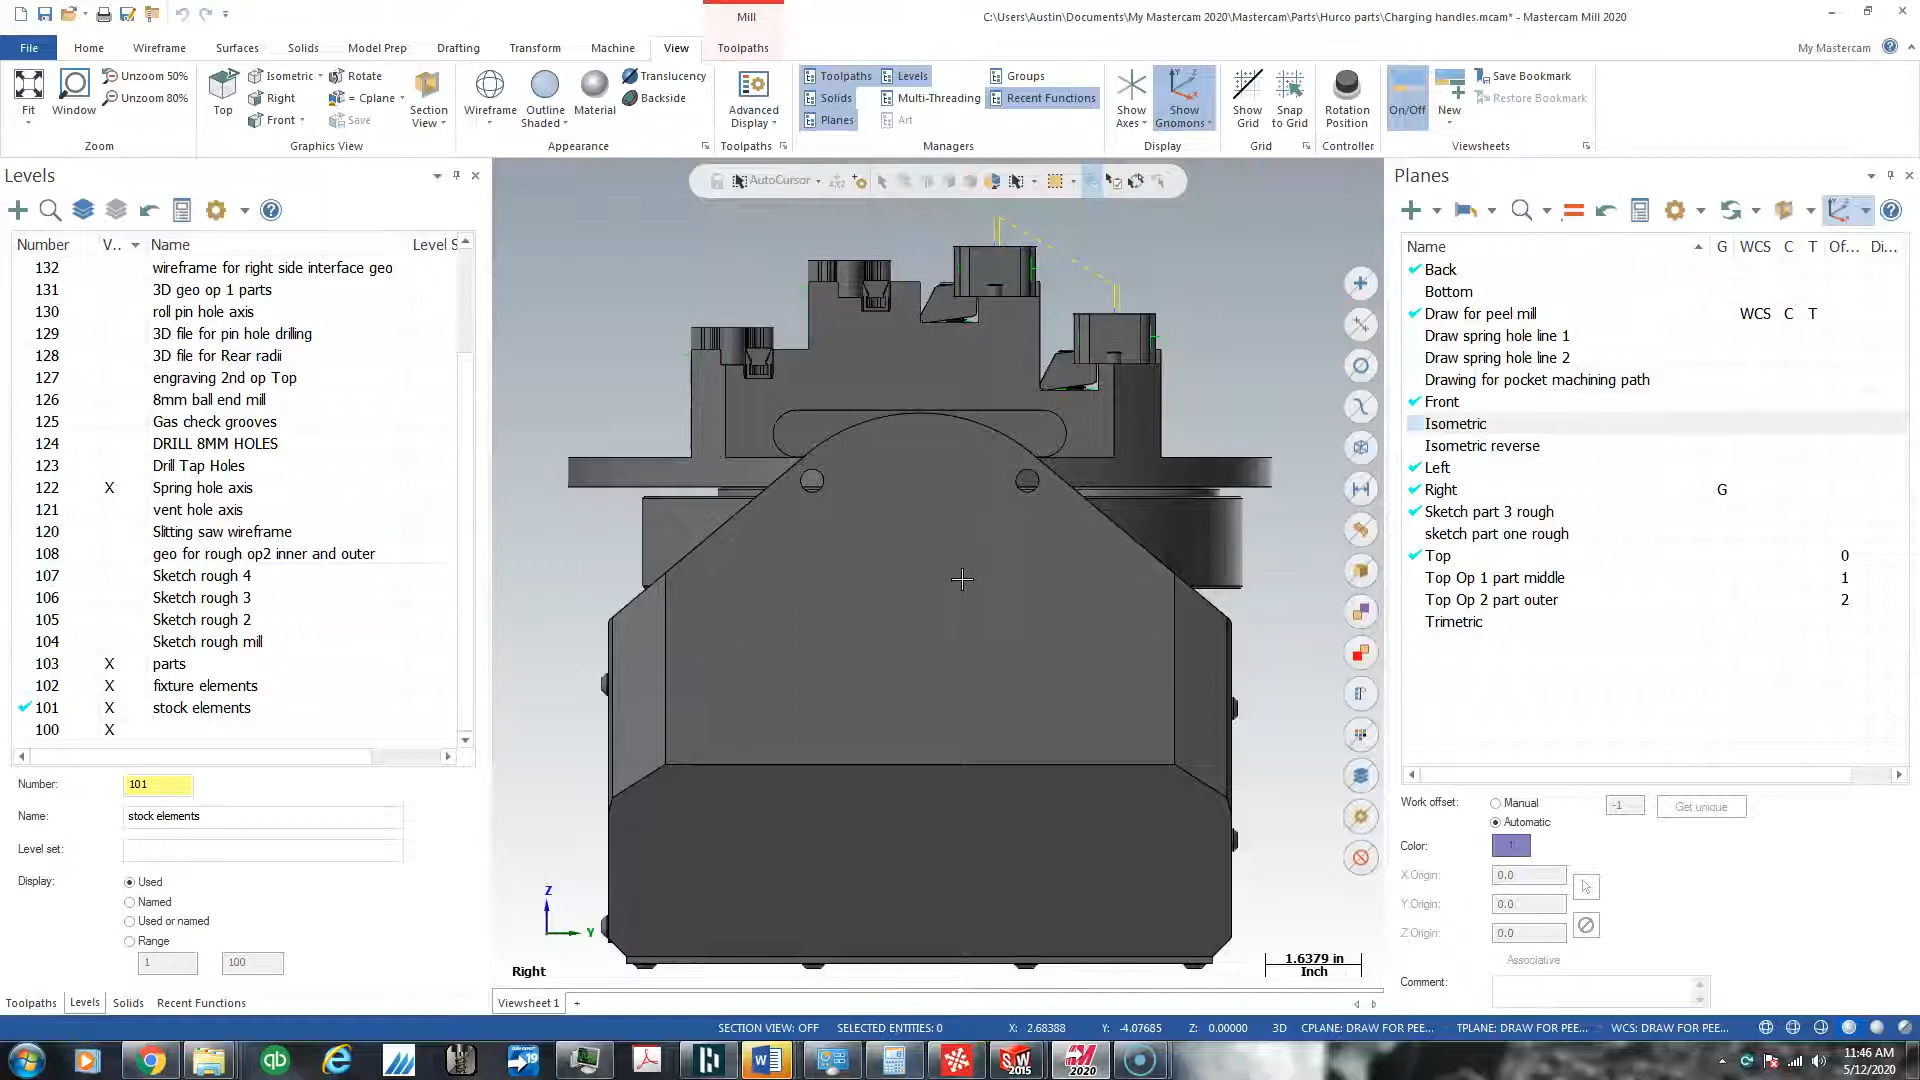 Mill
C:\Users\Austin\Documents\My Mastercam 2020\Mastercam\Parts\Hurco parts\Charging handles.mcam* - Mastercam Mill 2020
File Home Wireframe Surfaces Solids Model Prep Drafting Transform Machine View Toolpaths My Mastercam
Fit
Window
Unzoom 50%
Unzoom 80%
Zoom
Top
Isometric
Right
Front
Rotate
= Cplane
Save
Section
View
Graphics View
Wireframe
Outline
Shaded
Material
Translucency
Backside
Appearance
Advanced
Display
Toolpaths
Toolpaths Levels Groups
Solids Multi-Threading Recent Functions
Planes Art
Managers
Show
Axes
Show
Gnomons
Display
Show
Grid
Snap
to Grid
Grid
Rotation
Position
Controller
On/Off
New
Save Bookmark
Restore Bookmark
Viewsheets
Levels
Number V.. Name Level S
132 wireframe for right side interface geo
131 3D geo op 1 parts
130 roll pin hole axis
129 3D file for pin hole drilling
128 3D file for Rear radii
127 engraving 2nd op Top
126 8mm ball end mill
125 Gas check grooves
124 DRILL 8MM HOLES
123 Drill Tap Holes
122 X Spring hole axis
121 vent hole axis
120 Slitting saw wireframe
108 geo for rough op2 inner and outer
107 Sketch rough 4
106 Sketch rough 3
105 Sketch rough 2
104 Sketch rough mill
103 X parts
102 X fixture elements
101 X stock elements
100 X
Number: 101
Name: stock elements
Level set:
Display: Used
Named
Used or named
Range
1 100
Toolpaths Levels Solids Recent Functions
AutoCursor
Z
Y
Right
1.6379 in
Inch
Viewsheet 1 +
Planes
Name G WCS C T Of... Di...
Back
Bottom
Draw for peel mill WCS C T
Draw spring hole line 1
Draw spring hole line 2
Drawing for pocket machining path
Front
Isometric
Isometric reverse
Left
Right G
Sketch part 3 rough
sketch part one rough
Top 0
Top Op 1 part middle 1
Top Op 2 part outer 2
Trimetric
Work offset: Manual -1 Get unique
Automatic
Color: 1
X Origin: 0.0
Y Origin: 0.0
Z Origin: 0.0
Associative
Comment:
SECTION VIEW: OFF SELECTED ENTITIES: 0 X: 2.68388 Y: -4.07685 Z: 0.00000 3D CPLANE: DRAW FOR PEE... TPLANE: DRAW FOR PEE... WCS: DRAW FOR PEE...
qb
19
W
SW
2015
2020
11:46 AM
5/12/2020